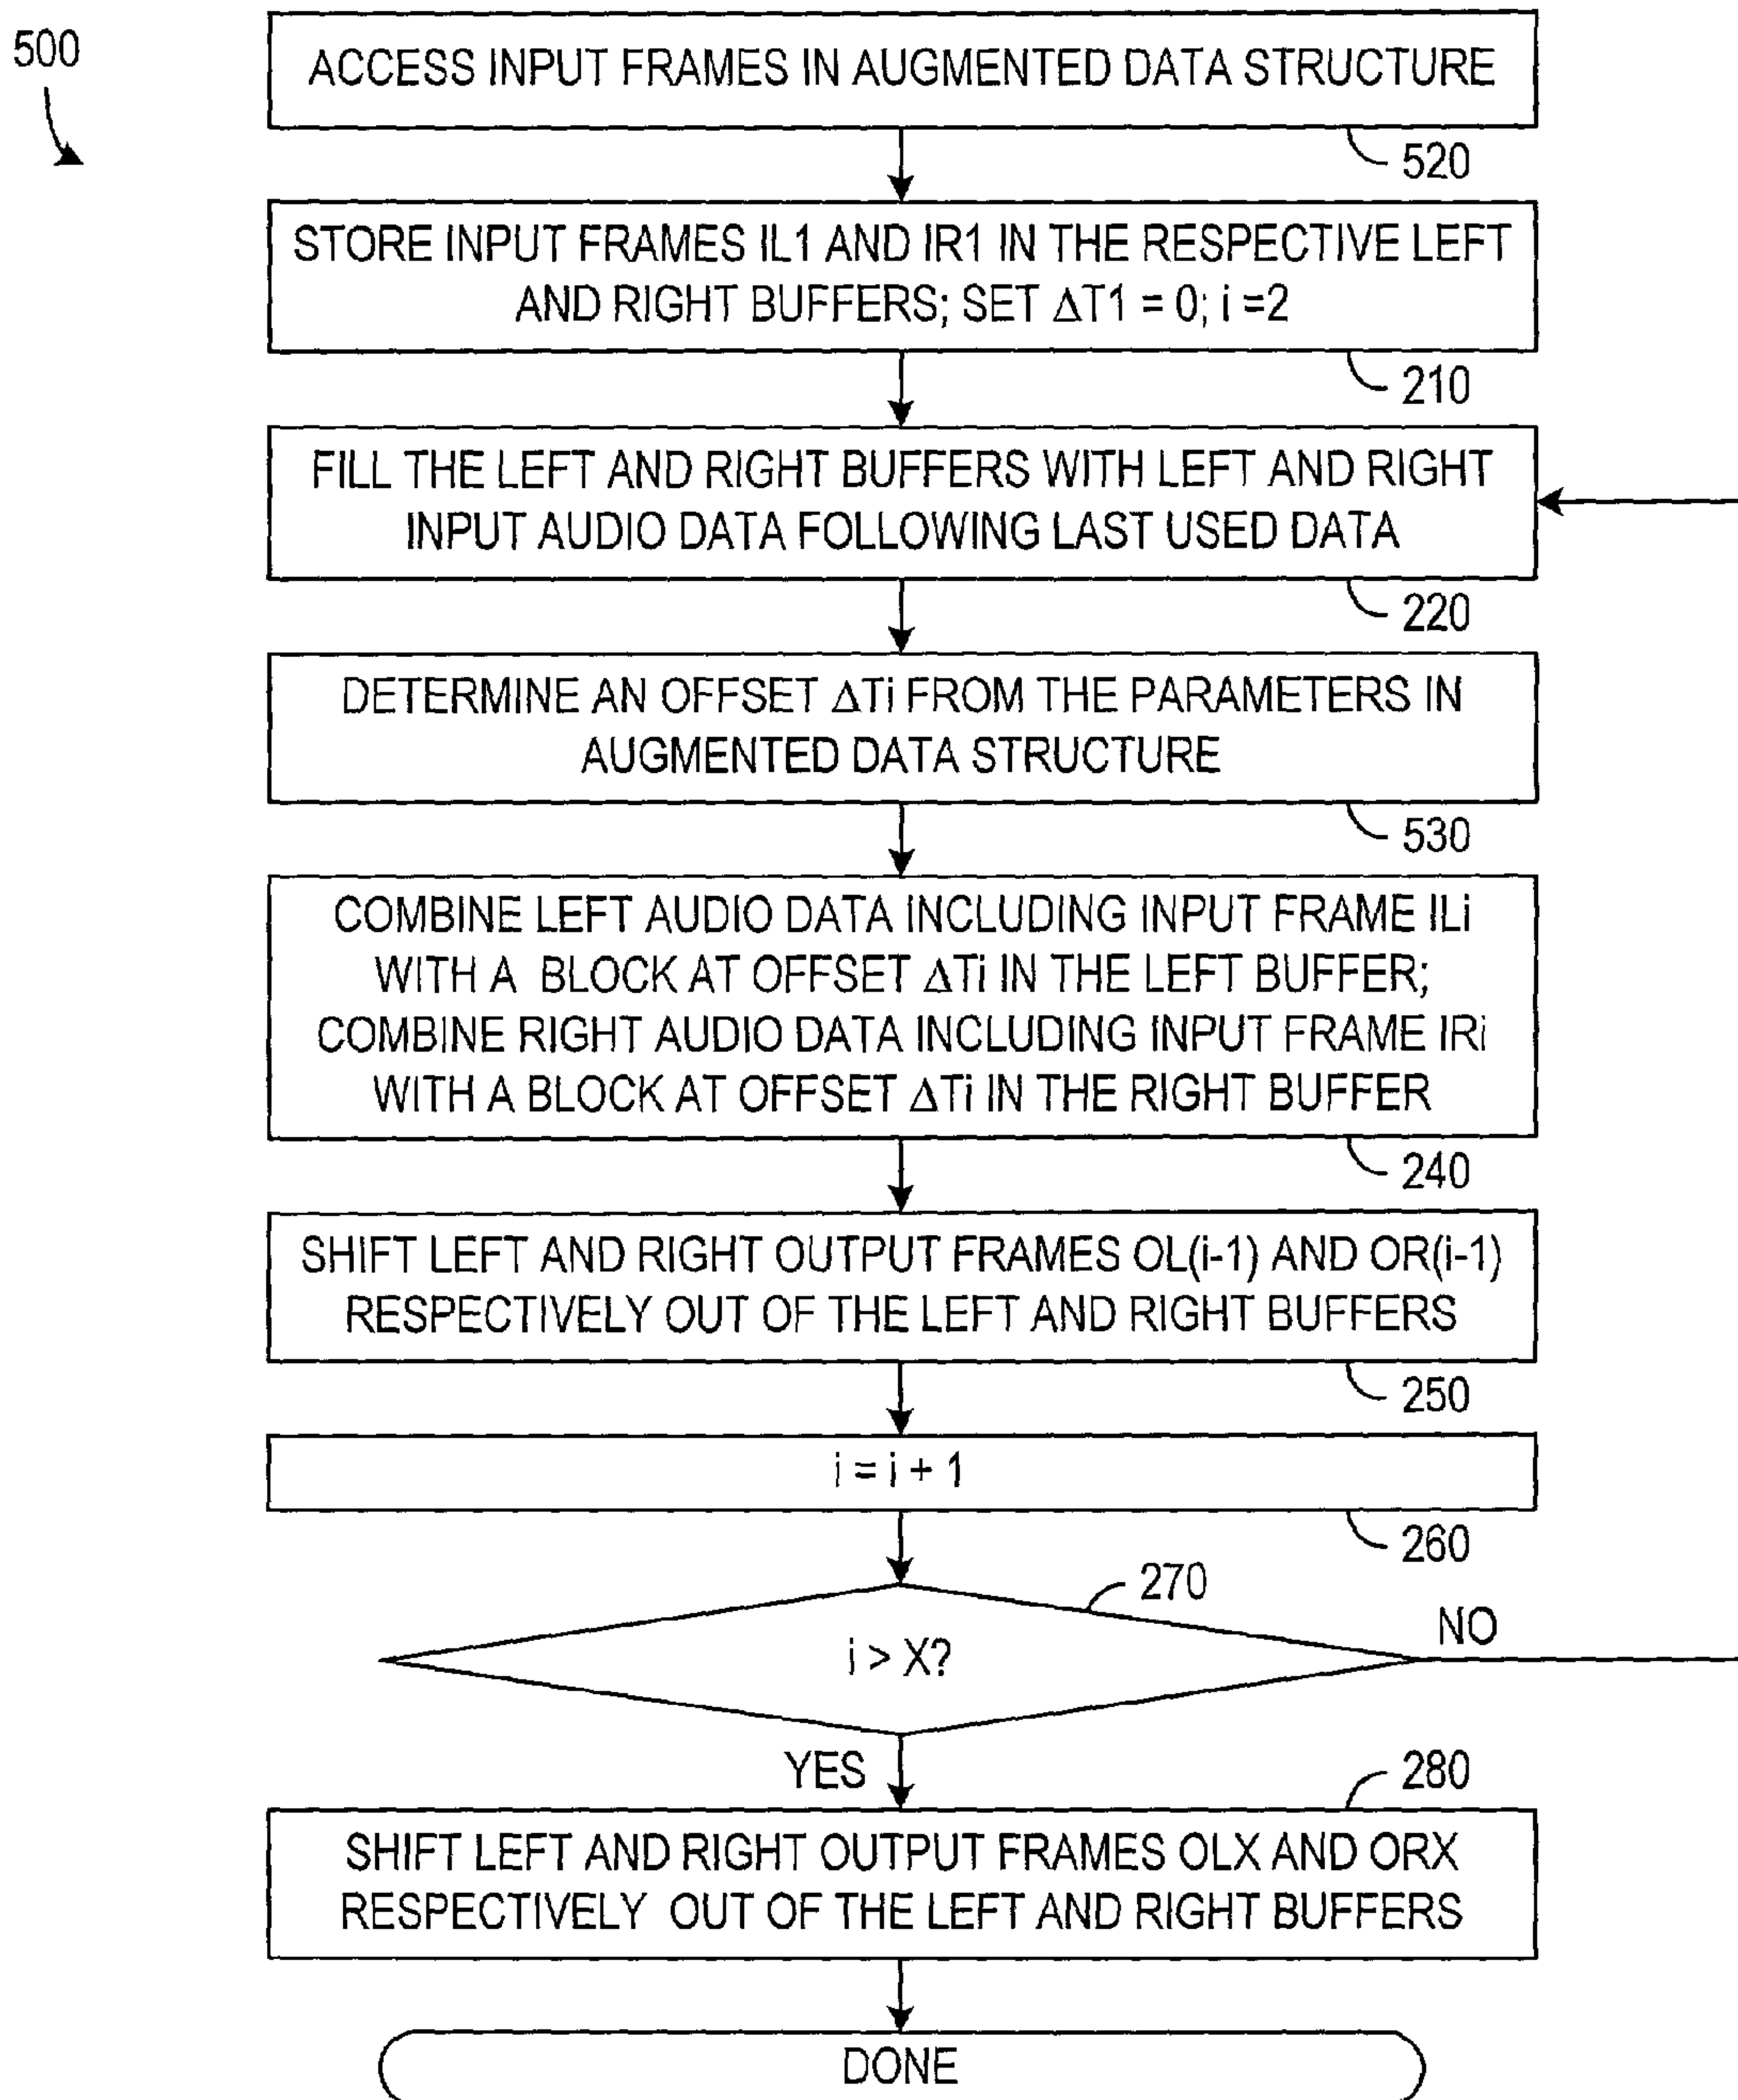 500
ACCESS INPUT FRAMES IN AUGMENTED DATA STRUCTURE
520
STORE INPUT FRAMES IL1 AND IR1 IN THE RESPECTIVE LEFT
AND RIGHT BUFFERS; SET ΔT1 = 0; i =2
210
FILL THE LEFT AND RIGHT BUFFERS WITH LEFT AND RIGHT
INPUT AUDIO DATA FOLLOWING LAST USED DATA
220
DETERMINE AN OFFSET ΔTi FROM THE PARAMETERS IN
AUGMENTED DATA STRUCTURE
530
COMBINE LEFT AUDIO DATA INCLUDING INPUT FRAME ILi
WITH A BLOCK AT OFFSET ΔTi IN THE LEFT BUFFER;
COMBINE RIGHT AUDIO DATA INCLUDING INPUT FRAME IRi
WITH A BLOCK AT OFFSET ΔTi IN THE RIGHT BUFFER
240
SHIFT LEFT AND RIGHT OUTPUT FRAMES OL(i-1) AND OR(i-1)
RESPECTIVELY OUT OF THE LEFT AND RIGHT BUFFERS
250
i = i + 1
260
270
i > X?
NO
YES
280
SHIFT LEFT AND RIGHT OUTPUT FRAMES OLX AND ORX
RESPECTIVELY OUT OF THE LEFT AND RIGHT BUFFERS
DONE